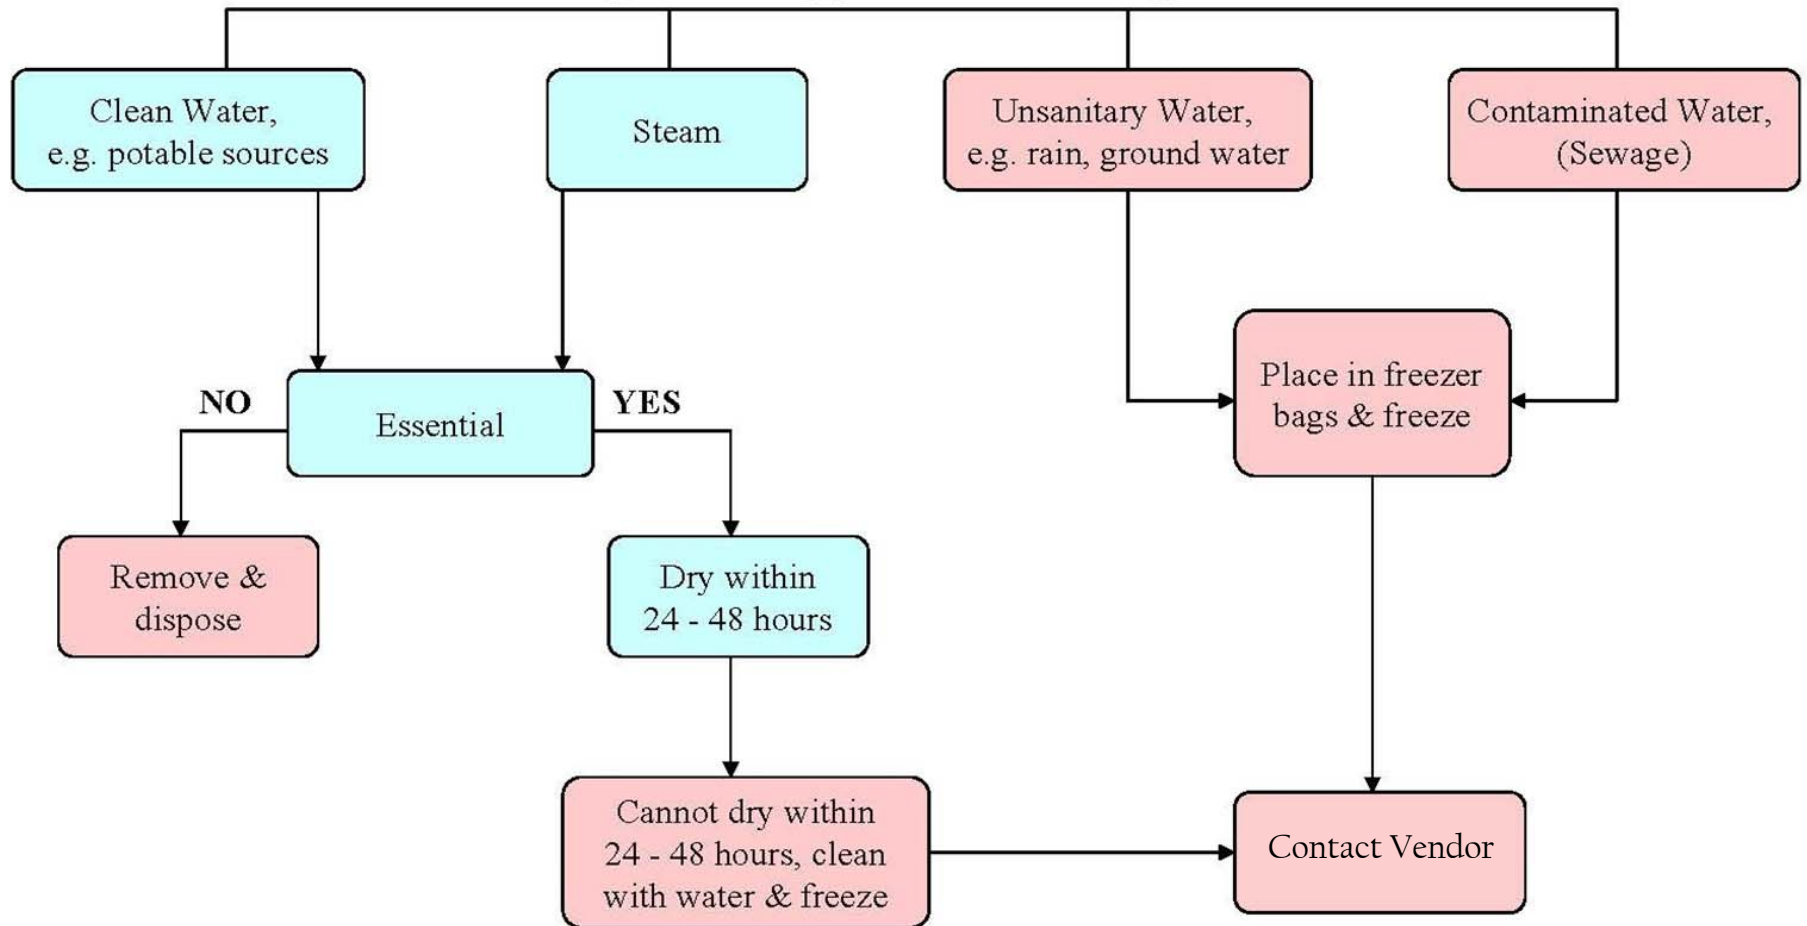 Clean Water,
e.g. potable sources
Steam
Unsanitary Water,
e.g. rain, ground water
Contaminated Water,
(Sewage)
Place in freezer
bags & freeze
NO
Essential
YES
Remove &
dispose
Dry within
24 - 48 hours
Cannot dry within
24 - 48 hours, clean
with water & freeze
Contact Vendor